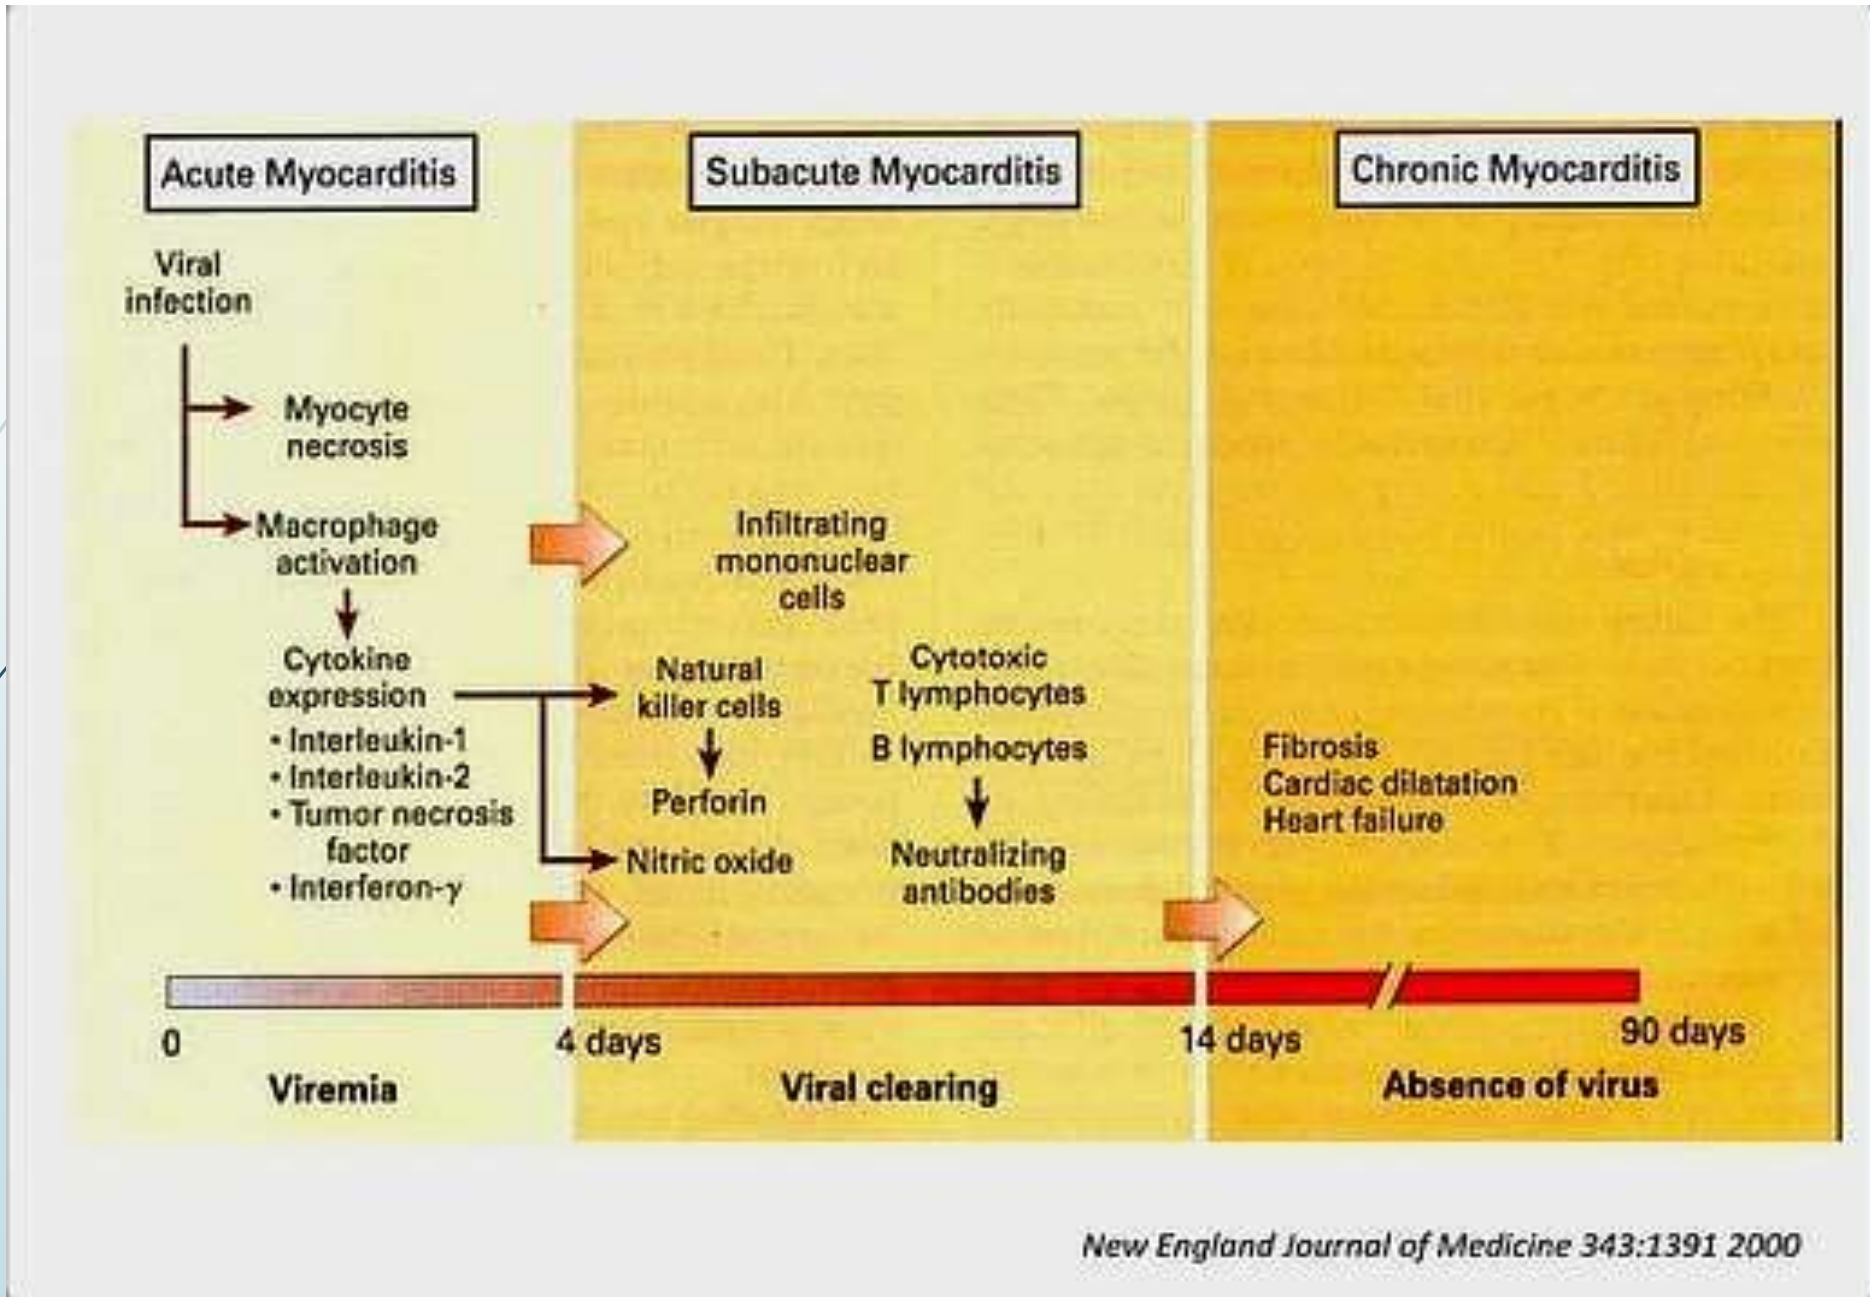 Acute Myocarditis
Viral
infection
Myocyte
necrosis
Macrophage
activation
Cytokine
expression
• Interleukin-1
• Interleukin-2
• Tumor necrosis
factor
• Interferon-γ
Subacute Myocarditis
Infiltrating
mononuclear
cells
Natural
killer cells
Perforin
Nitric oxide
Cytotoxic
T lymphocytes
B lymphocytes
Neutralizing
antibodies
Chronic Myocarditis
Fibrosis
Cardiac dilatation
Heart failure
0
4 days
14 days
90 days
Viremia
Viral clearing
Absence of virus
New England Journal of Medicine 343:1391 2000